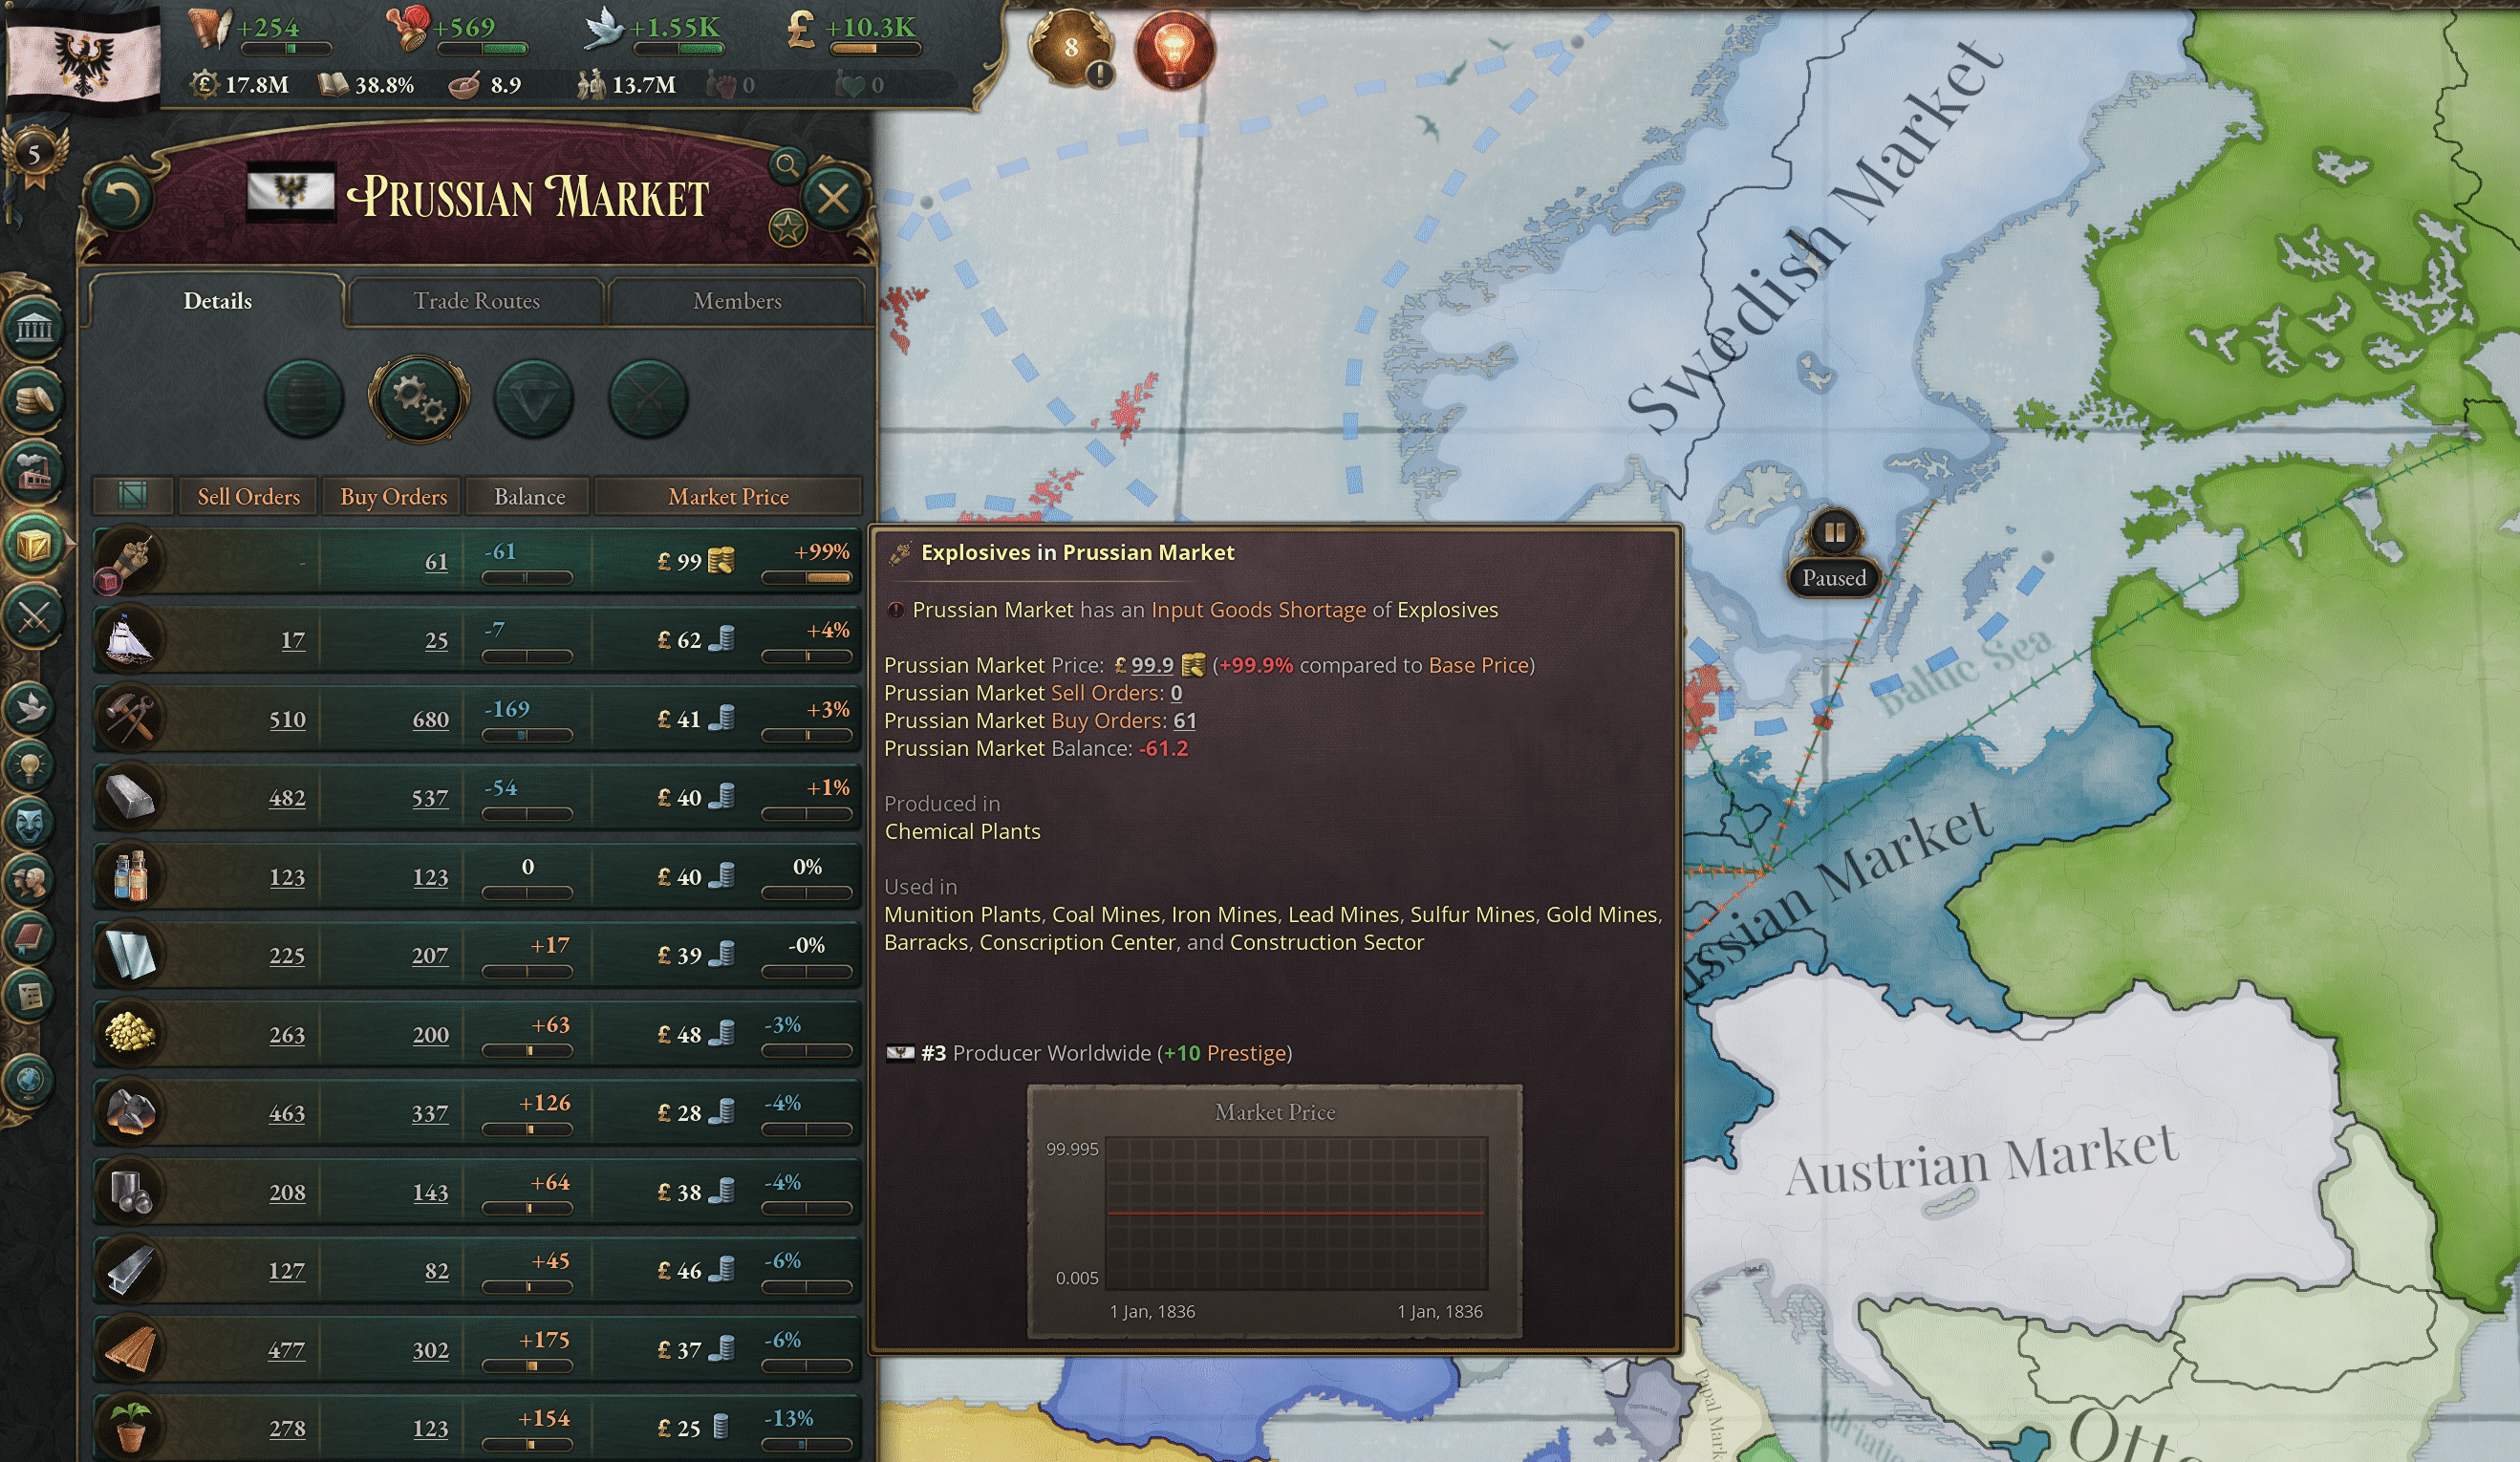 +254
+569
+1.55K
£ +10.3K
17.8M
38.8%
8.9
13.7M
0
0
8
5
PRUSSIAN MARKET
Details
Trade Routes
Members
Sell Orders
Buy Orders
Balance
Market Price
- 61 -61 £ 99 +99%
17 25 -7 £ 62 +4%
510 680 -169 £ 41 +3%
482 537 -54 £ 40 +1%
123 123 0 £ 40 0%
225 207 +17 £ 39 -0%
263 200 +63 £ 48 -3%
463 337 +126 £ 28 -4%
208 143 +64 £ 38 -4%
127 82 +45 £ 46 -6%
477 302 +175 £ 37 -6%
278 123 +154 £ 25 -13%
Explosives in Prussian Market
Prussian Market has an Input Goods Shortage of Explosives
Prussian Market Price: £ 99.9 (+99.9% compared to Base Price)
Prussian Market Sell Orders: 0
Prussian Market Buy Orders: 61
Prussian Market Balance: -61.2
Produced in
Chemical Plants
Used in
Munition Plants, Coal Mines, Iron Mines, Lead Mines, Sulfur Mines, Gold Mines,
Barracks, Conscription Center, and Construction Sector
#3 Producer Worldwide (+10 Prestige)
Market Price
99.995
0.005
1 Jan, 1836
1 Jan, 1836
Swedish Market
Paused
Baltic Sea
ussian Market
Austrian Market
Papal Mark
Adriatic
Otto